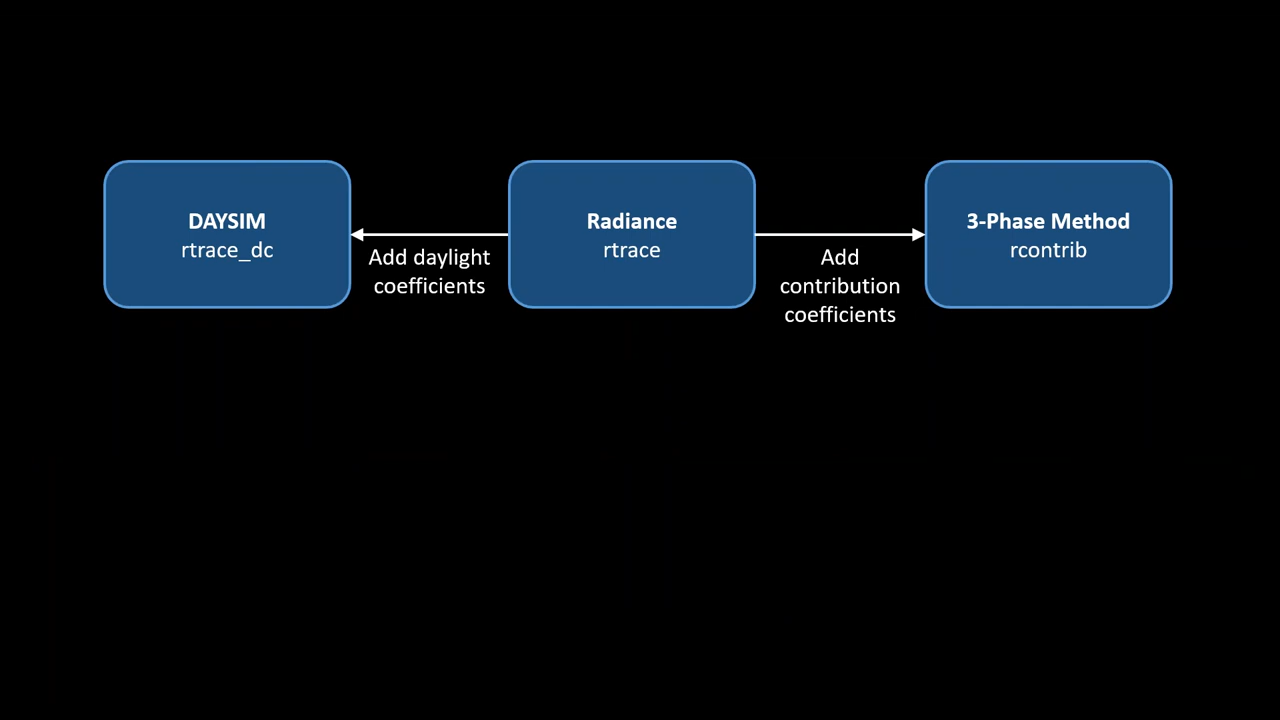 DAYSIM
rtrace_dc
Add daylight
coefficients
Radiance
rtrace
Add
contribution
coefficients
3-Phase Method
rcontrib